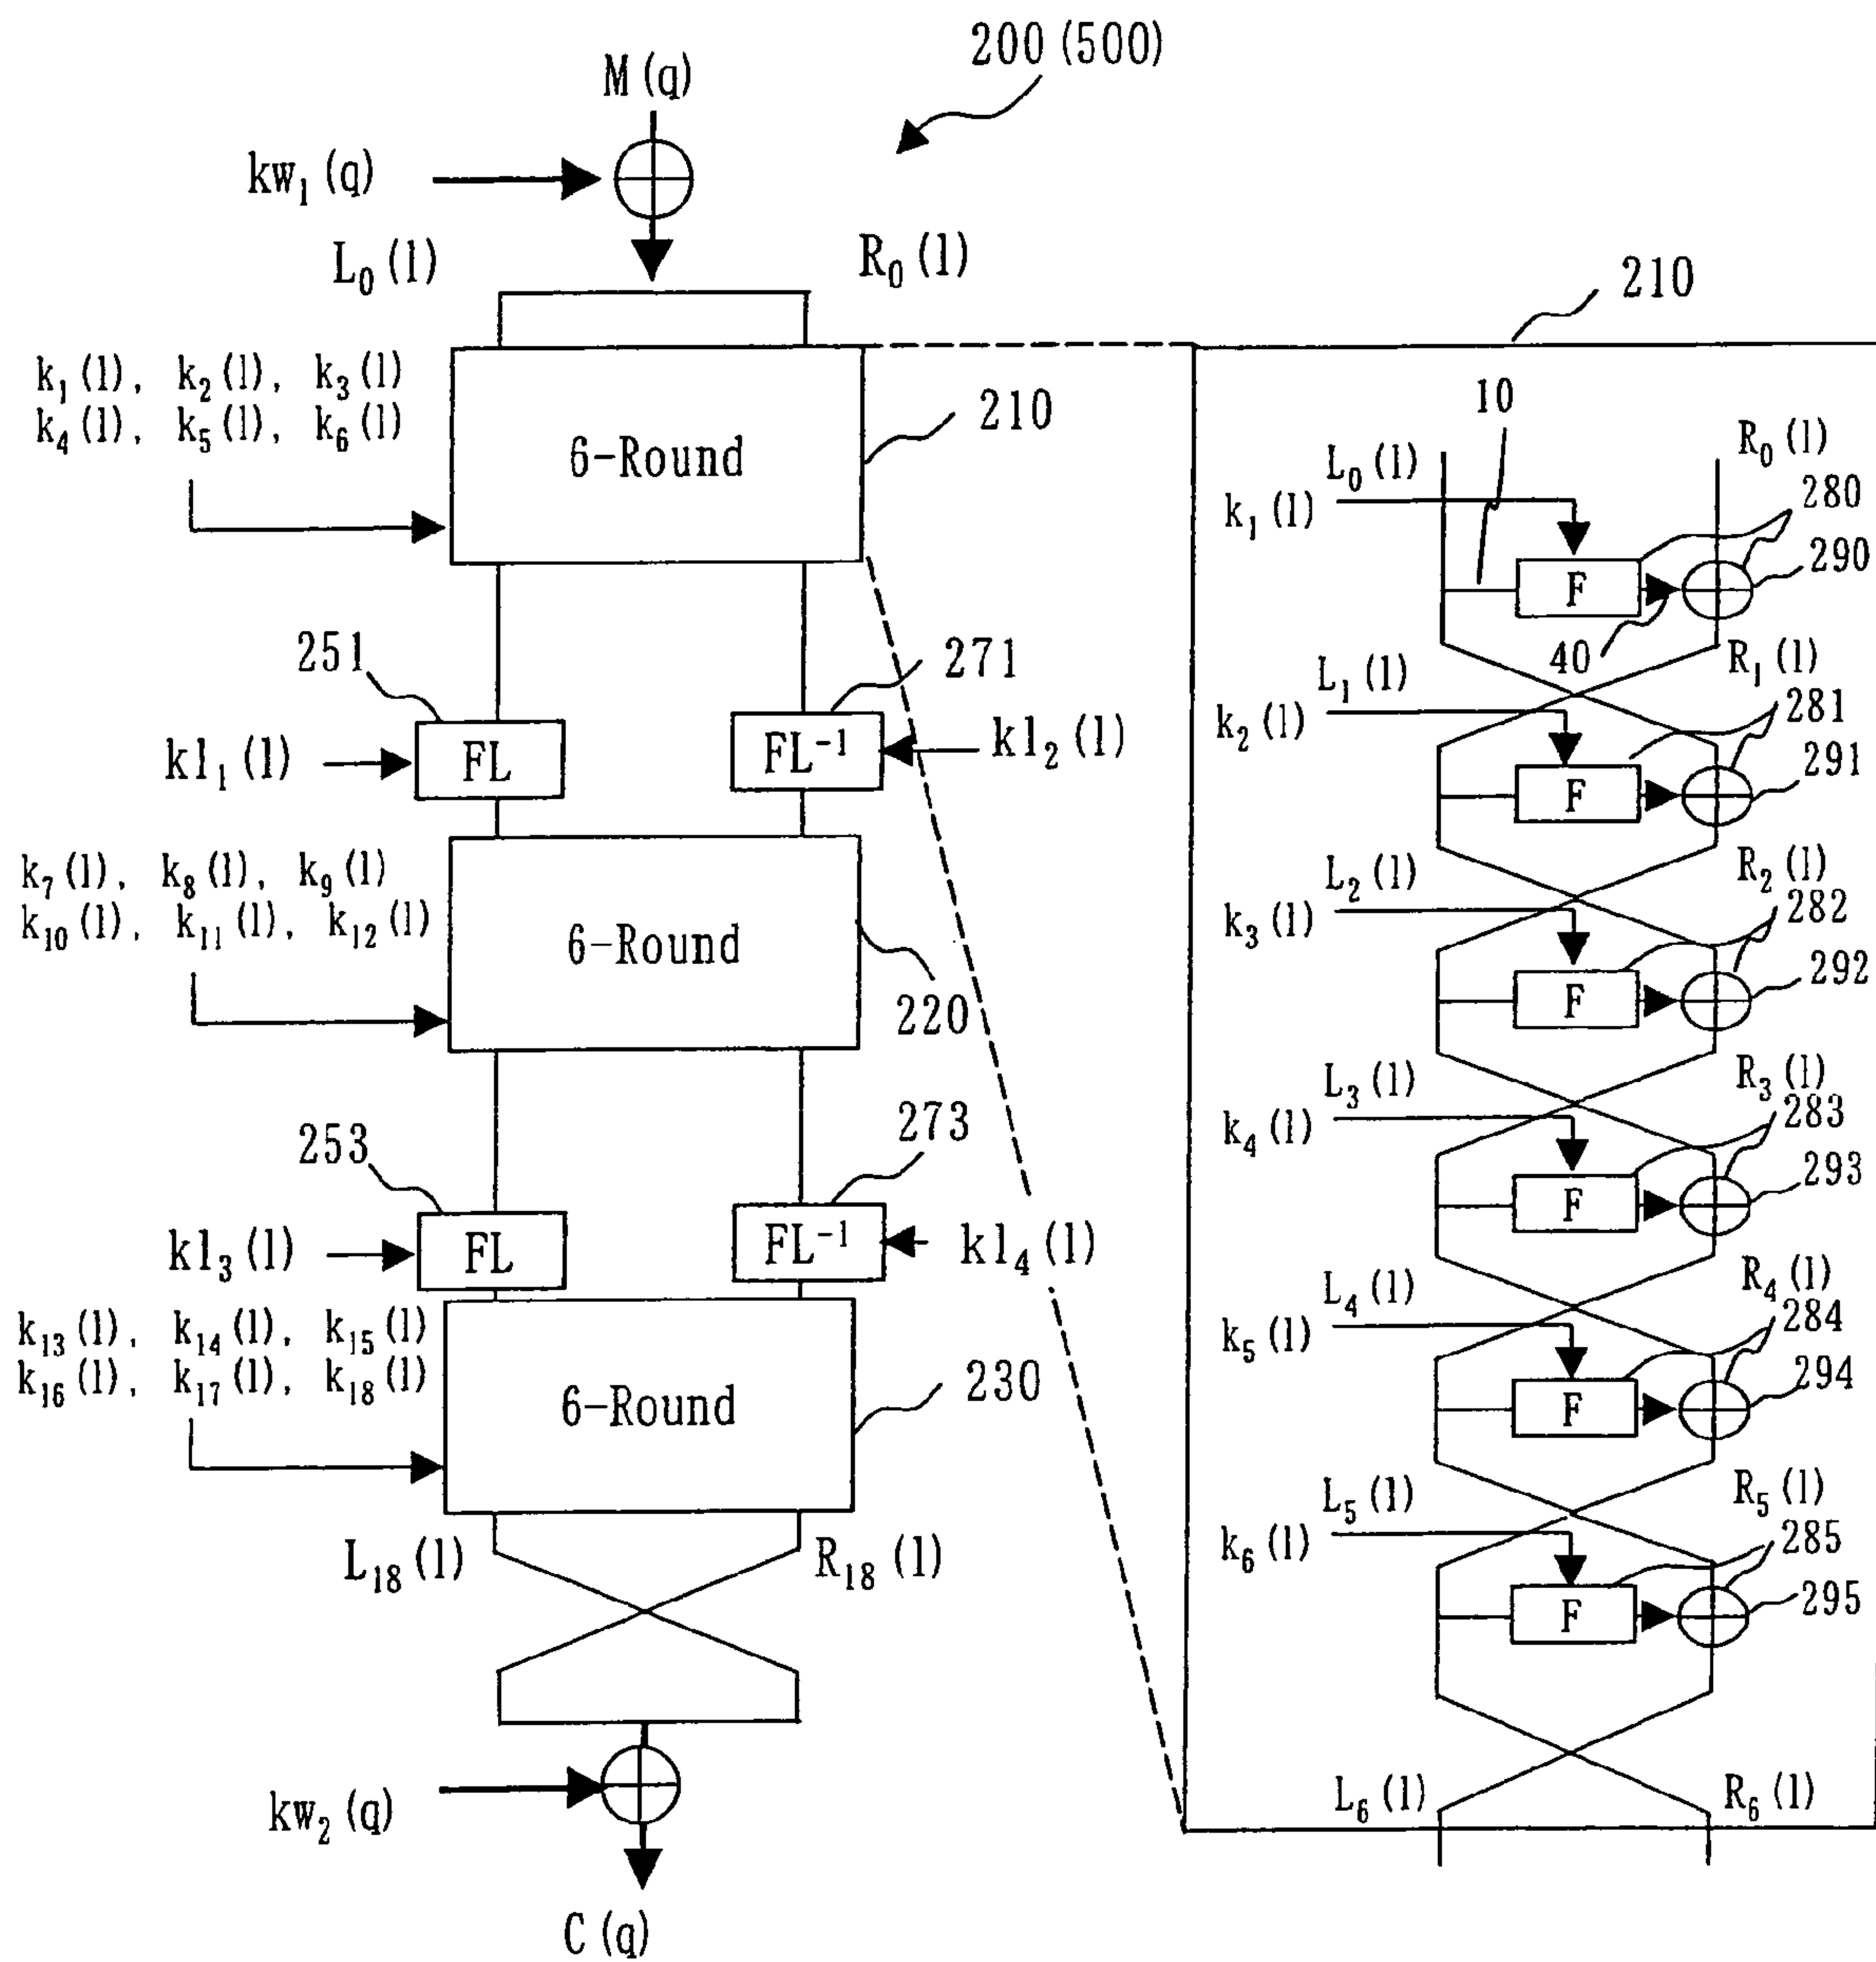 200 (500)
M (q)
kw₁ (q)
L₀ (l)
R₀ (l)
k₁ (l), k₂ (l), k₃ (l)
k₄ (l), k₅ (l), k₆ (l)
6-Round
210
251
271
kl₁ (l)
FL
FL⁻¹
kl₂ (l)
k₇ (l), k₈ (l), k₉ (l)
k₁₀ (l), k₁₁ (l), k₁₂ (l)
6-Round
220
253
273
kl₃ (l)
FL
FL⁻¹
kl₄ (l)
k₁₃ (l), k₁₄ (l), k₁₅ (l)
k₁₆ (l), k₁₇ (l), k₁₈ (l)
6-Round
230
L₁₈ (l)
R₁₈ (l)
kw₂ (q)
C (q)
210
10
L₀ (l)
R₀ (l)
280
k₁ (l)
F
290
40
L₁ (l)
R₁ (l)
281
k₂ (l)
F
291
L₂ (l)
R₂ (l)
282
k₃ (l)
F
292
L₃ (l)
R₃ (l)
283
k₄ (l)
F
293
L₄ (l)
R₄ (l)
284
k₅ (l)
F
294
L₅ (l)
R₅ (l)
285
k₆ (l)
F
295
L₆ (l)
R₆ (l)